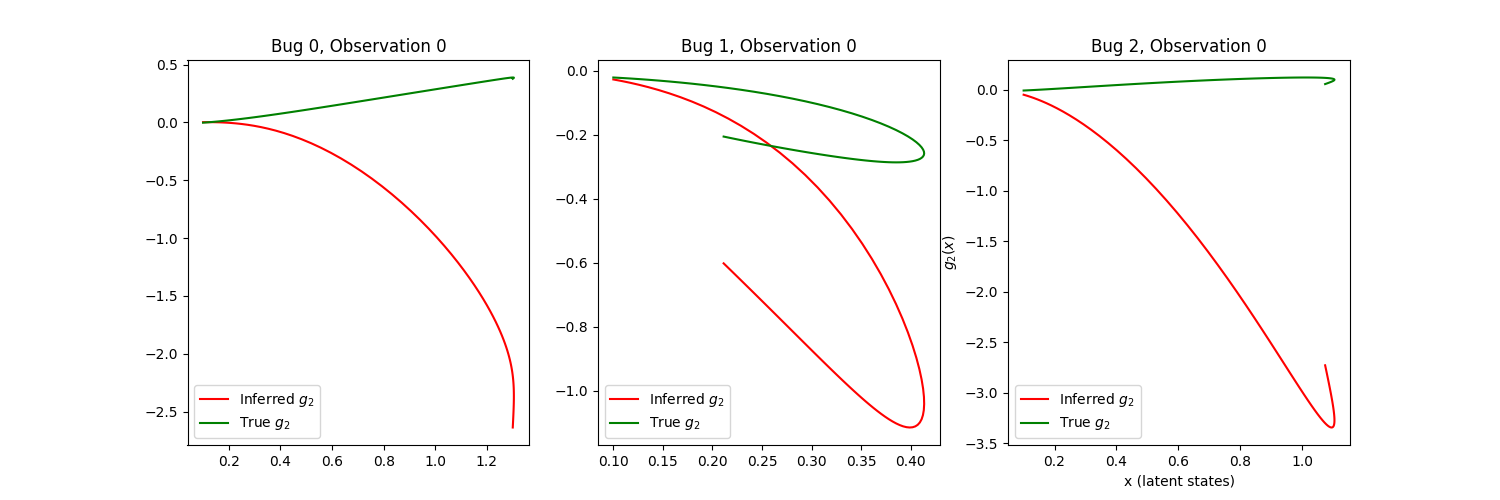 Bug 0, Observation 0
0.5
0.0
−0.5
−1.0
−1.5
−2.0
−2.5
0.2 0.4 0.6 0.8 1.0 1.2
Inferred g₂
True g₂
Bug 1, Observation 0
0.0
−0.2
−0.4
−0.6
−0.8
−1.0
0.10 0.15 0.20 0.25 0.30 0.35 0.40
Inferred g₂
True g₂
Bug 2, Observation 0
g₂(x)
0.0
−0.5
−1.0
−1.5
−2.0
−2.5
−3.0
−3.5
0.2 0.4 0.6 0.8 1.0
x (latent states)
Inferred g₂
True g₂